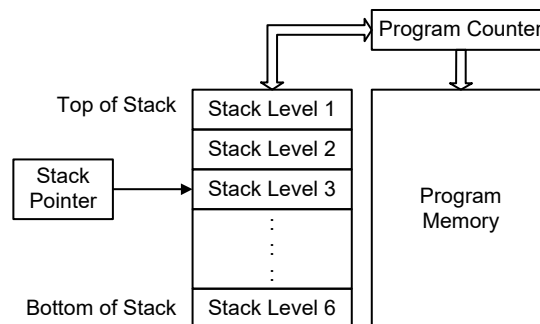 Program Counter
Top of Stack
Stack Level 1
Stack Level 2
Stack
Pointer
Stack Level 3
Program
Memory
Bottom of Stack
Stack Level 6